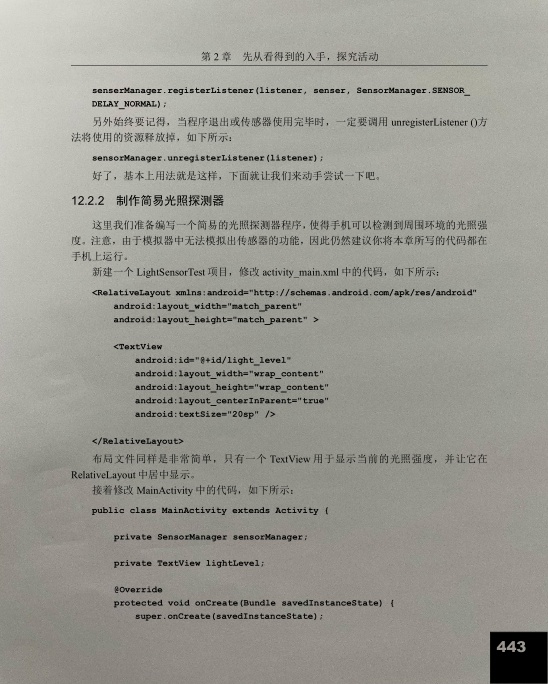 第 2 章 先从看得到的入手，探究活动
senserManager.registerListener(listener, senser, SensorManager.SENSOR_
DELAY_NORMAL);
另外始终要记得，当程序退出或传感器使用完毕时，一定要调用 unregisterListener ()方
法将使用的资源释放掉，如下所示：
sensorManager.unregisterListener(listener);
好了，基本上用法就是这样，下面就让我们来动手尝试一下吧。
12.2.2 制作简易光照探测器
这里我们准备编写一个简易的光照探测器程序，使得手机可以检测到周围环境的光照强
度。注意，由于模拟器中无法模拟出传感器的功能，因此仍然建议你将本章所写的代码都在
手机上运行。
新建一个 LightSensorTest 项目，修改 activity_main.xml 中的代码，如下所示：
<RelativeLayout xmlns:android="http://schemas.android.com/apk/res/android"
android:layout_width="match_parent"
android:layout_height="match_parent" >
<TextView
android:id="@+id/light_level"
android:layout_width="wrap_content"
android:layout_height="wrap_content"
android:layout_centerInParent="true"
android:textSize="20sp" />
</RelativeLayout>
布局文件同样是非常简单，只有一个 TextView 用于显示当前的光照强度，并让它在
RelativeLayout 中居中显示。
接着修改 MainActivity 中的代码，如下所示：
public class MainActivity extends Activity {
private SensorManager sensorManager;
private TextView lightLevel;
@Override
protected void onCreate(Bundle savedInstanceState) {
super.onCreate(savedInstanceState);
443